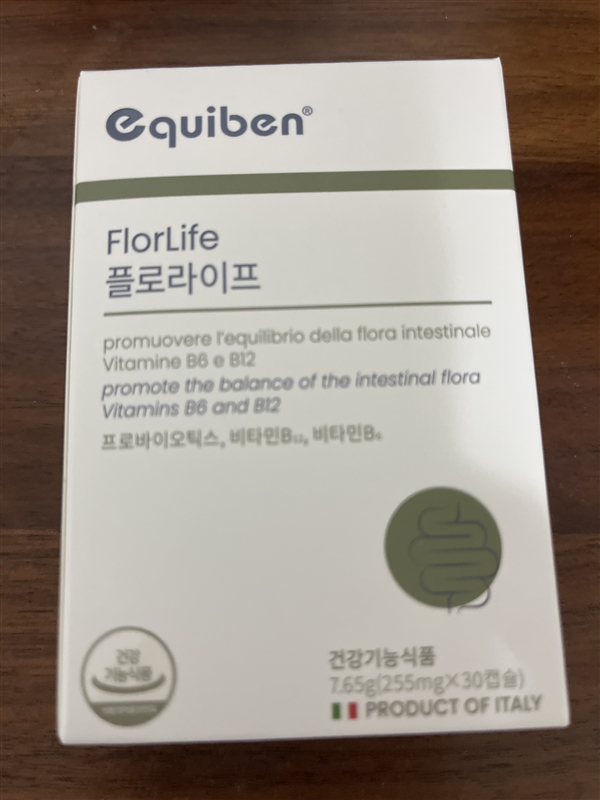 equiben®
FlorLife
플로라이프
promuovere l'equilibrio della flora intestinale
Vitamine B6 e B12
promote the balance of the intestinal flora
Vitamins B6 and B12
프로바이오틱스, 비타민B₁₂, 비타민B₆
건강
기능식품
건강기능식품
7.65g(255mg×30캡슐)
PRODUCT OF ITALY